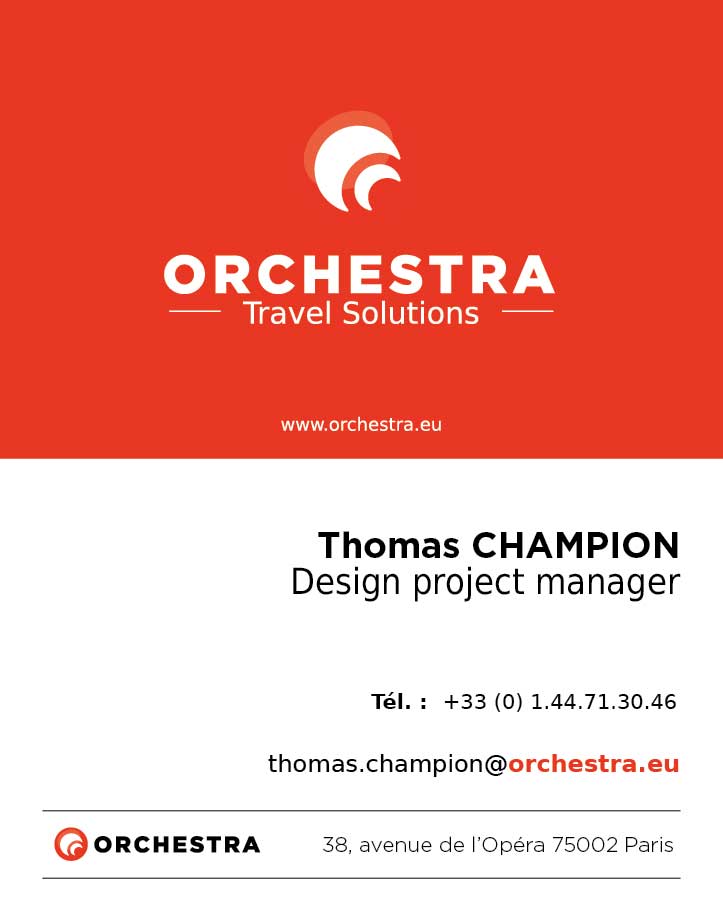 ORCHESTRA
Travel Solutions
www.orchestra.eu
Thomas CHAMPION
Design project manager
Tél. : +33 (0) 1.44.71.30.46
thomas.champion@orchestra.eu
ORCHESTRA 38, avenue de l’Opéra 75002 Paris